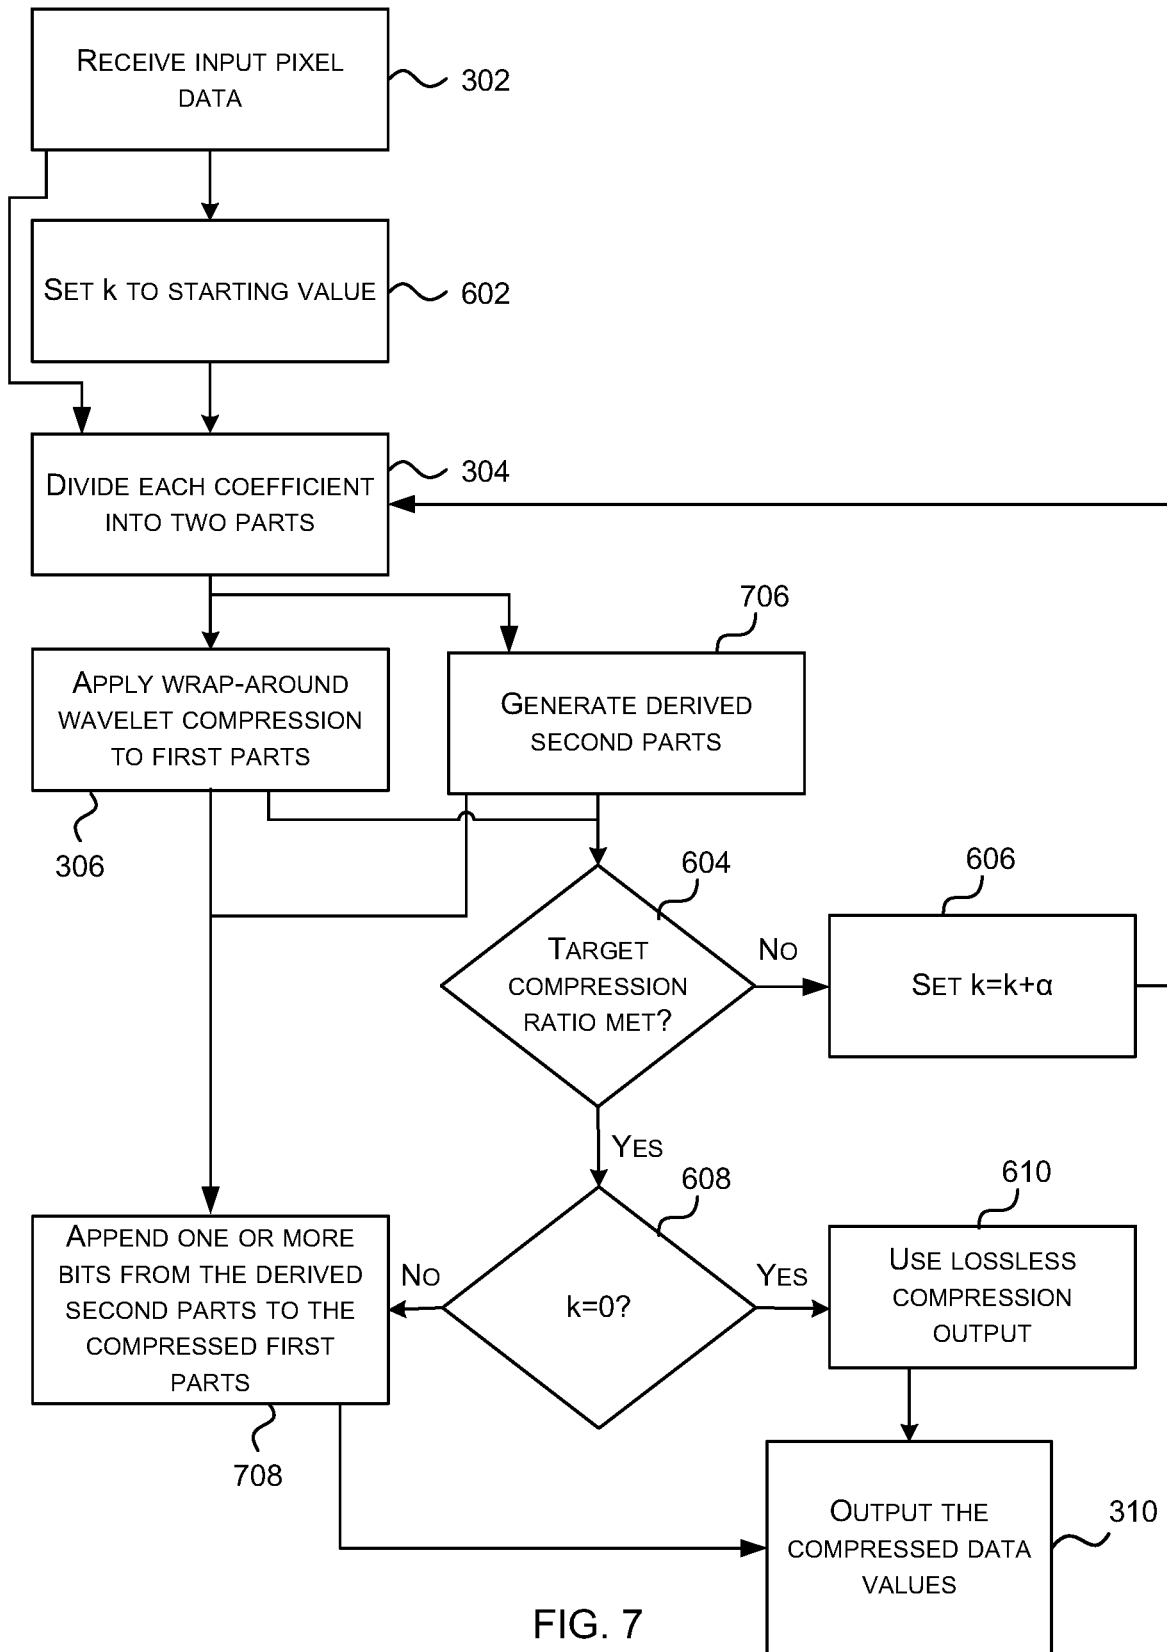 RECEIVE INPUT PIXEL
DATA
302
SET k TO STARTING VALUE
602
DIVIDE EACH COEFFICIENT
INTO TWO PARTS
304
706
APPLY WRAP-AROUND
WAVELET COMPRESSION
TO FIRST PARTS
GENERATE DERIVED
SECOND PARTS
306
604
606
TARGET
COMPRESSION
RATIO MET?
NO
SET k=k+α
YES
608
610
APPEND ONE OR MORE
BITS FROM THE DERIVED
SECOND PARTS TO THE
COMPRESSED FIRST
PARTS
NO
k=0?
YES
USE LOSSLESS
COMPRESSION
OUTPUT
708
OUTPUT THE
COMPRESSED DATA
VALUES
310
FIG. 7